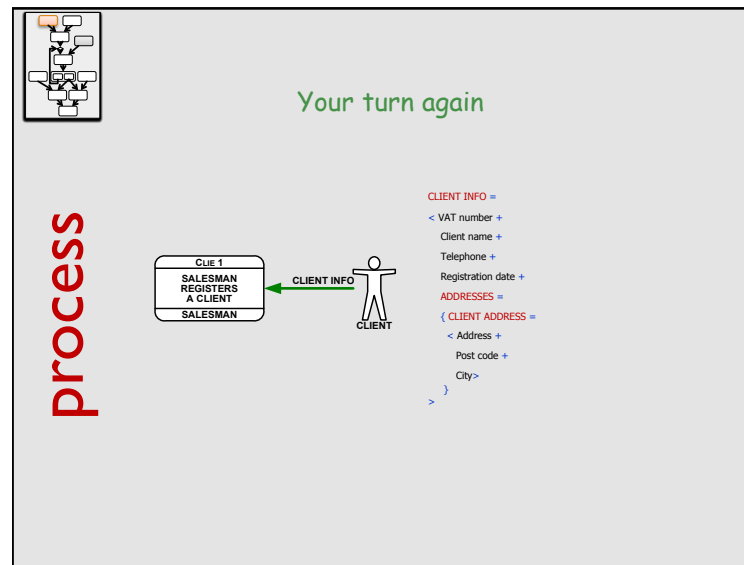 Your turn again
process
CLIE 1
SALESMAN
REGISTERS
A CLIENT
SALESMAN
CLIENT INFO
CLIENT
CLIENT INFO =
< VAT number +
Client name +
Telephone +
Registration date +
ADDRESSES =
{ CLIENT ADDRESS =
< Address +
Post code +
City>
}
>